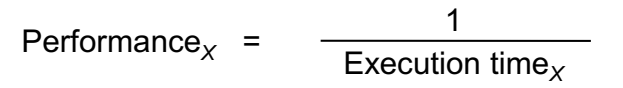 Performance_X = 1 / Execution time_X